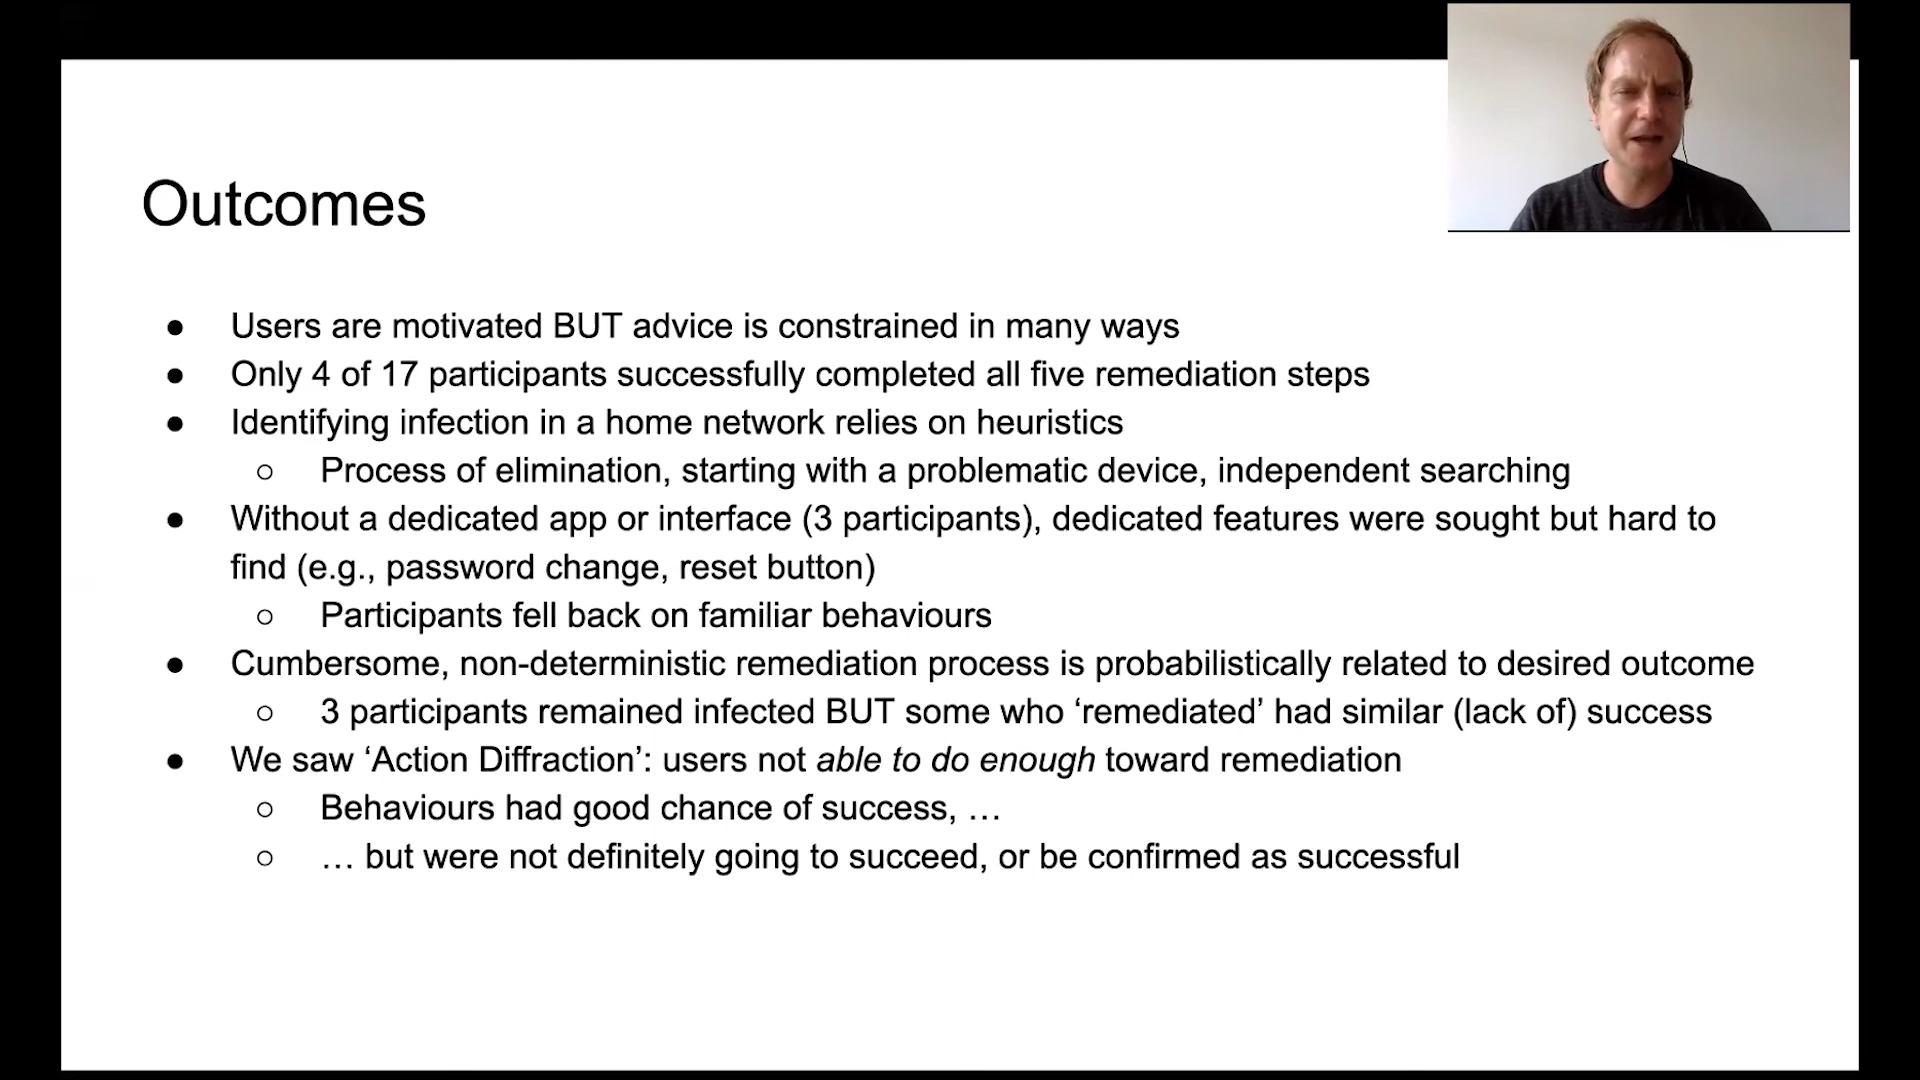 Outcomes
● Users are motivated BUT advice is constrained in many ways
● Only 4 of 17 participants successfully completed all five remediation steps
● Identifying infection in a home network relies on heuristics
○ Process of elimination, starting with a problematic device, independent searching
● Without a dedicated app or interface (3 participants), dedicated features were sought but hard to
find (e.g., password change, reset button)
○ Participants fell back on familiar behaviours
● Cumbersome, non-deterministic remediation process is probabilistically related to desired outcome
○ 3 participants remained infected BUT some who ‘remediated’ had similar (lack of) success
● We saw ‘Action Diffraction’: users not able to do enough toward remediation
○ Behaviours had good chance of success, …
○ … but were not definitely going to succeed, or be confirmed as successful